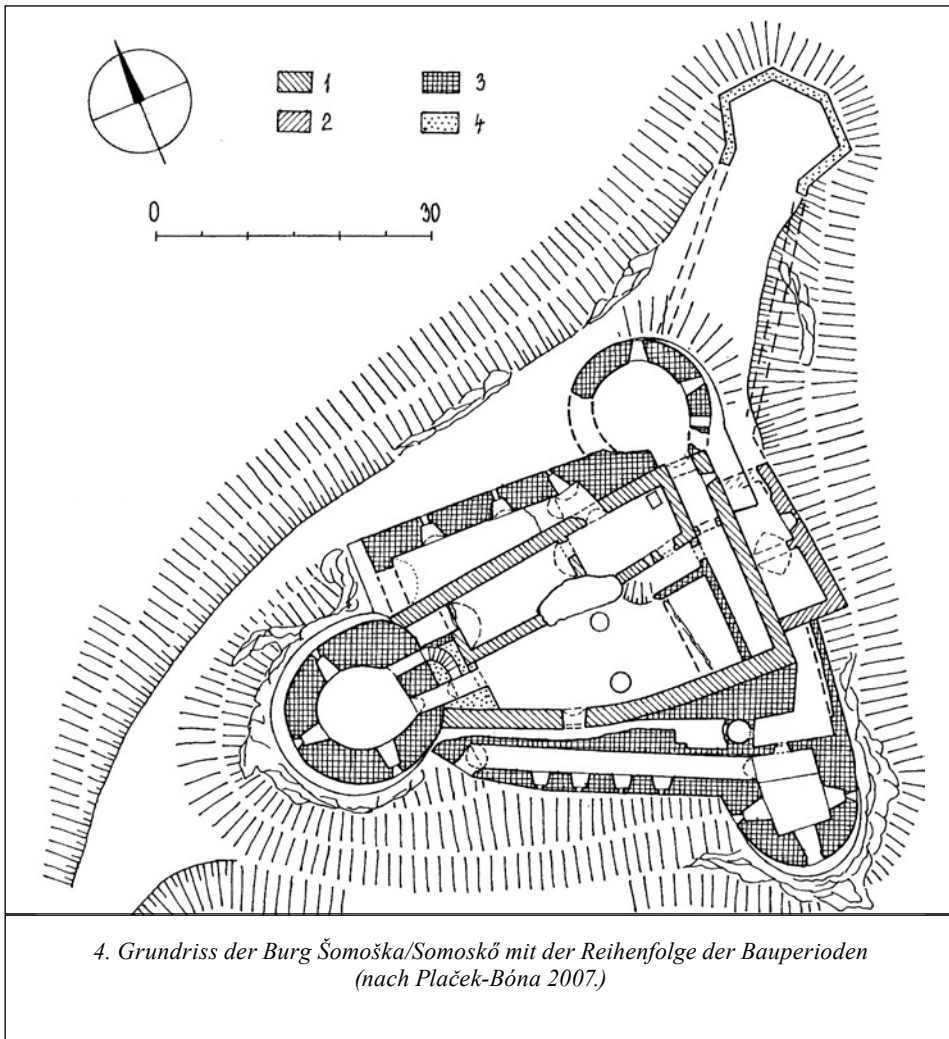 1
2
3
4
0 30
4. Grundriss der Burg Šomoška/Somoskő mit der Reihenfolge der Bauperioden
(nach Plaček-Bóna 2007.)